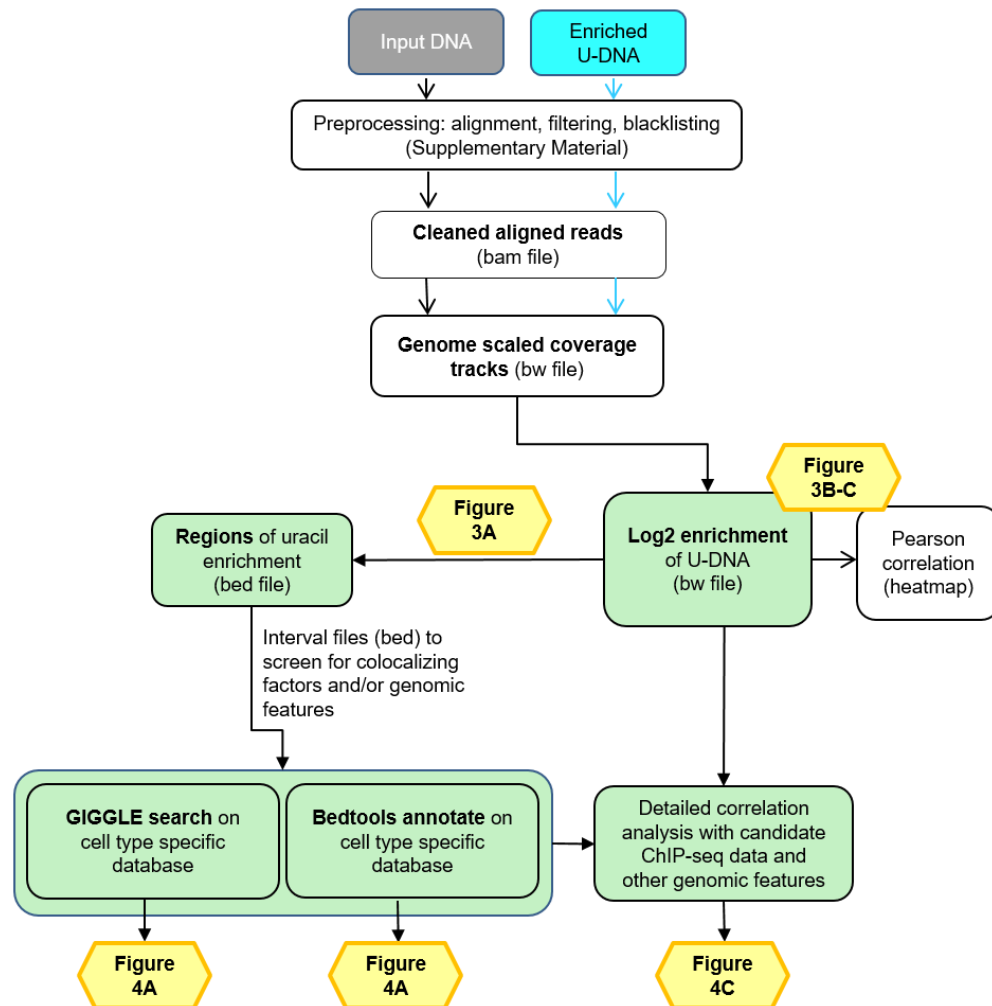 Input DNA
Enriched
U-DNA
Preprocessing: alignment, filtering, blacklisting
(Supplementary Material)
Cleaned aligned reads
(bam file)
Genome scaled coverage
tracks (bw file)
Figure
3B-C
Figure
3A
Regions of uracil
enrichment
(bed file)
Log2 enrichment
of U-DNA
(bw file)
Pearson
correlation
(heatmap)
Interval files (bed) to
screen for colocalizing
factors and/or genomic
features
GIGGLE search on
cell type specific
database
Bedtools annotate on
cell type specific
database
Detailed correlation
analysis with candidate
ChIP-seq data and
other genomic features
Figure
4A
Figure
4A
Figure
4C